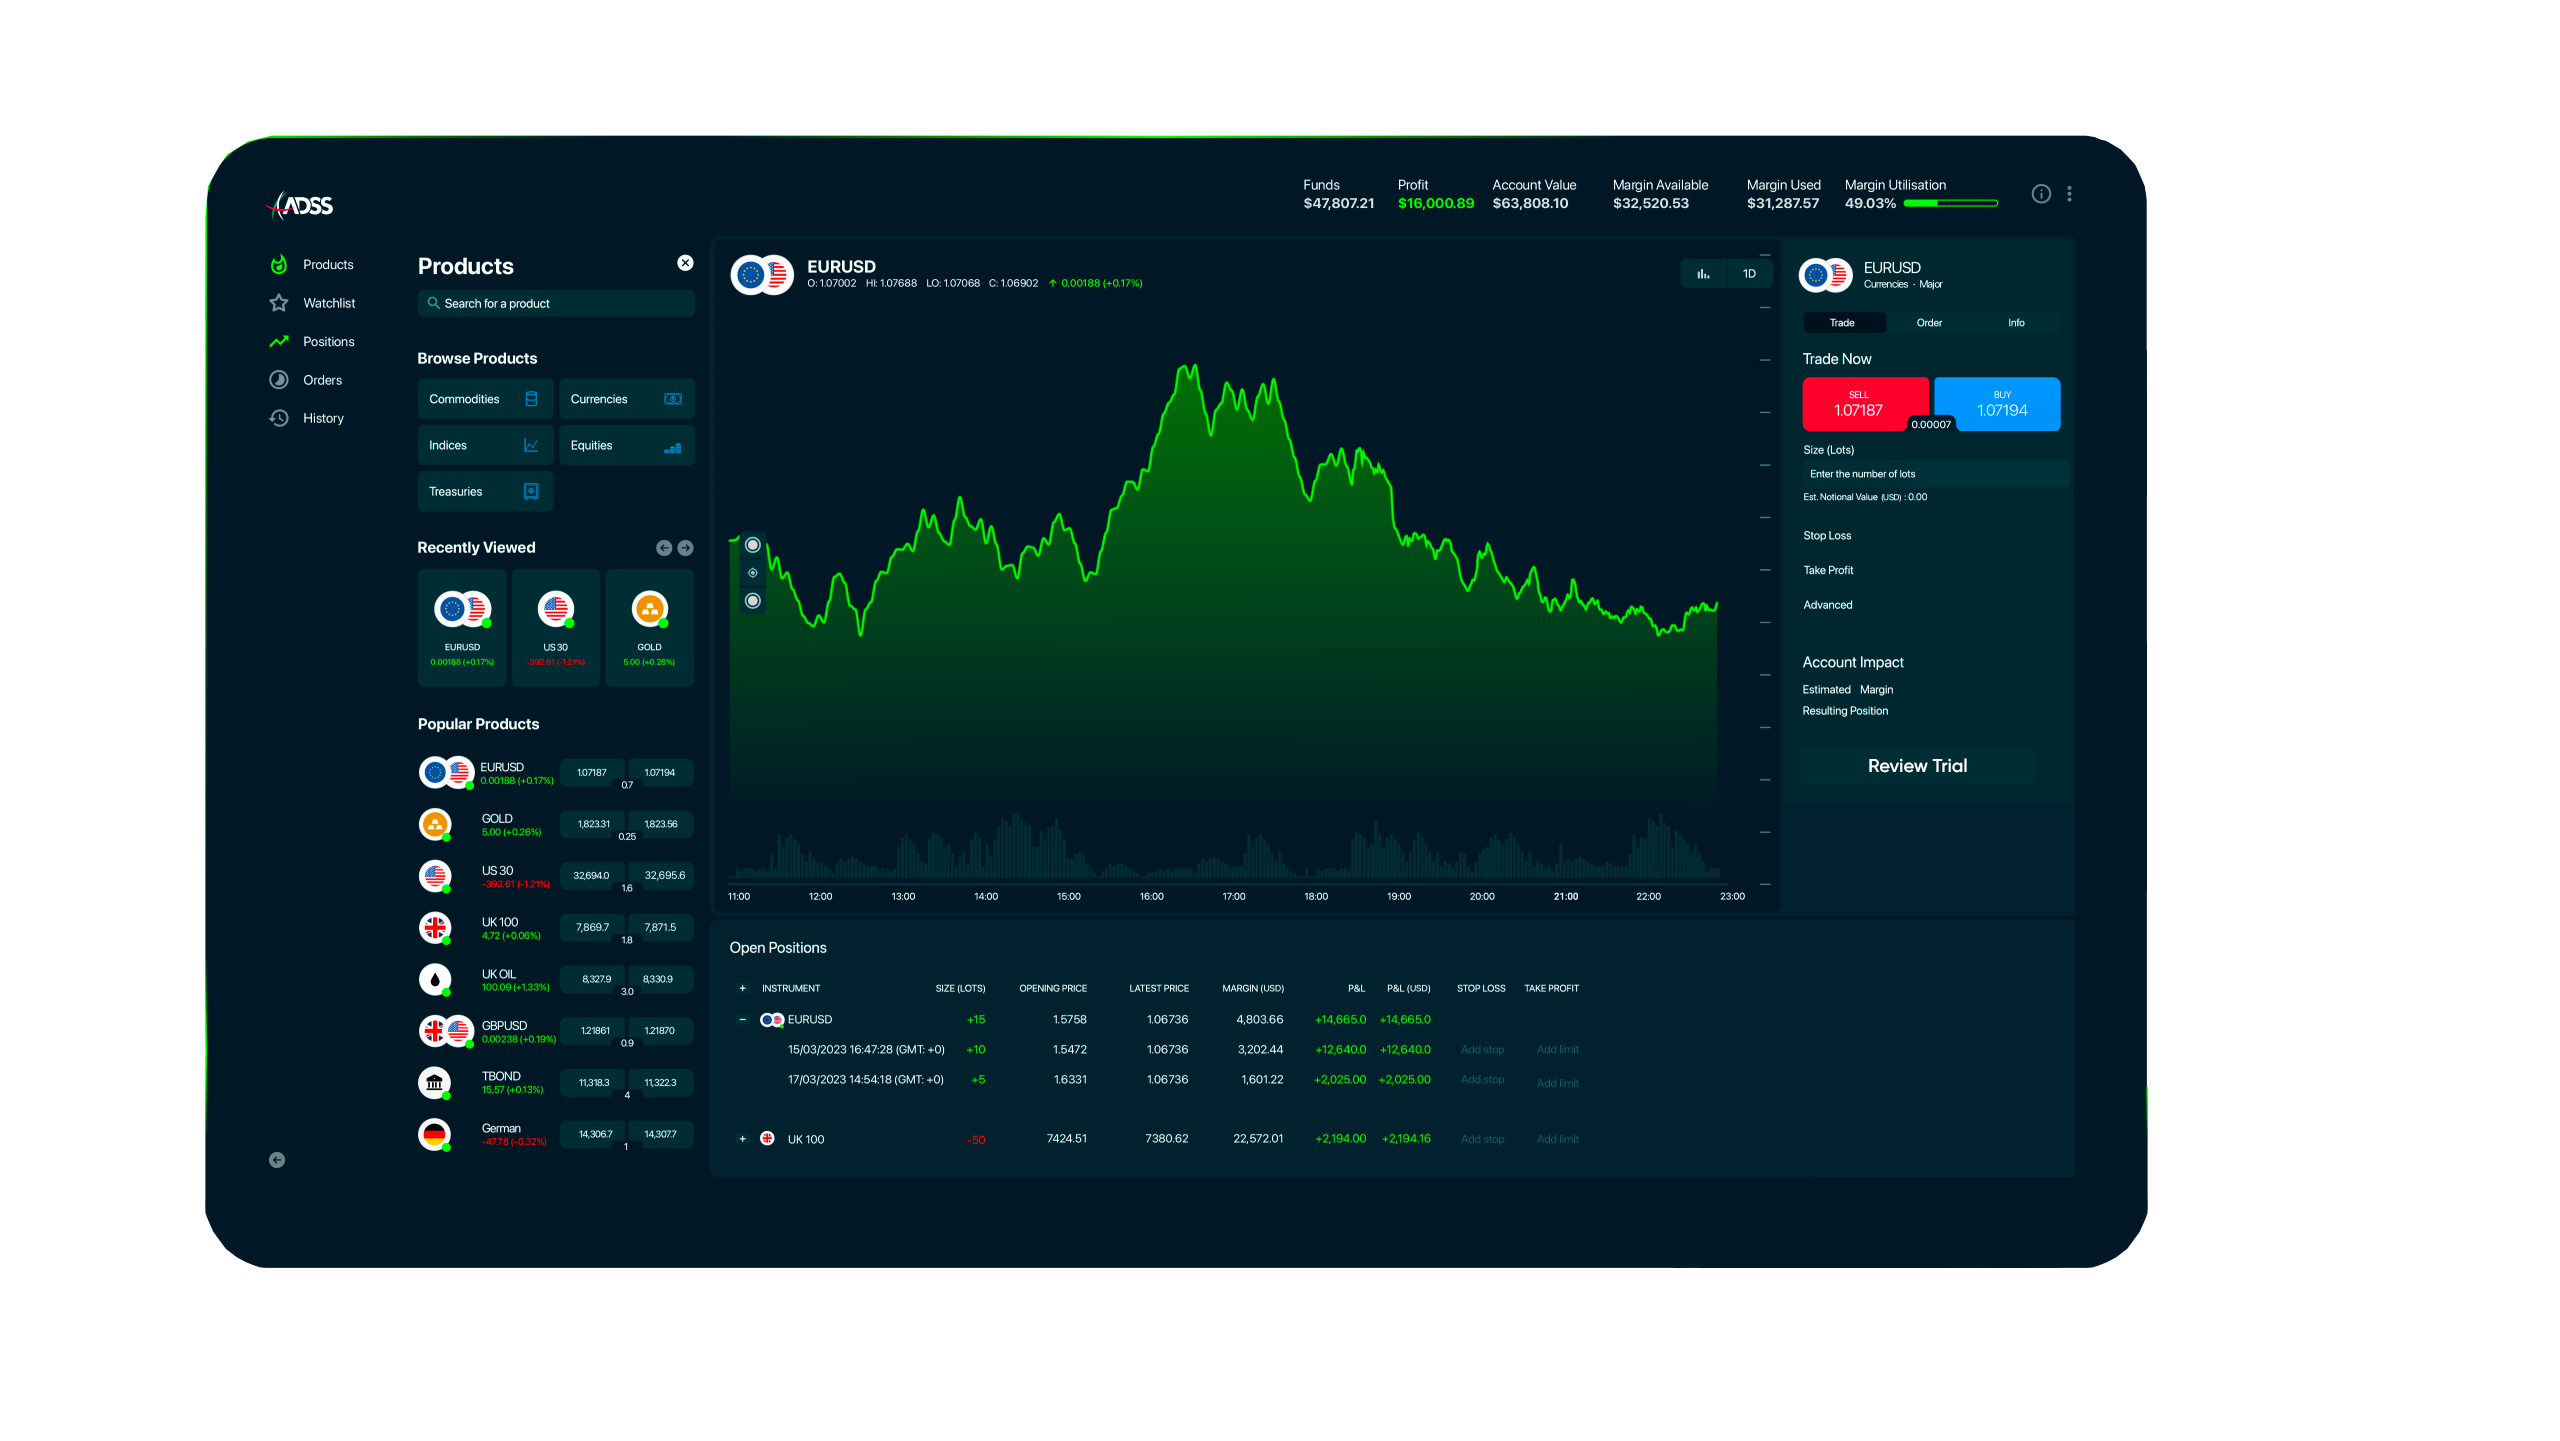 ADSS
Funds Profit Account Value Margin Available Margin Used Margin Utilisation
$47,807.21 $16,000.89 $63,808.10 $32,520.53 $31,287.57 49.03%
Products
Watchlist
Positions
Orders
History
Products
Search for a product
Browse Products
Commodities Currencies
Indices Equities
Treasuries
Recently Viewed
EURUSD US 30 GOLD
0.00188 (+0.17%) -392.61 (-1.21%) 5.00 (+0.26%)
Popular Products
EURUSD
0.00188 (+0.17%) 1.07187 1.07194
0.7
GOLD
5.00 (+0.26%) 1,823.31 1,823.56
0.25
US 30
-392.61 (-1.21%) 32,694.0 32,695.6
1.6
UK 100
4.72 (+0.06%) 7,869.7 7,871.5
1.8
UK OIL
100.09 (+1.33%) 8,327.9 8,330.9
3.0
GBPUSD
0.00238 (+0.19%) 1.21861 1.21870
0.9
TBOND
15.57 (+0.13%) 11,318.3 11,322.3
4
German
-47.78 (-0.32%) 14,306.7 14,307.7
1
EURUSD
O: 1.07002 HI: 1.07688 LO: 1.07068 C: 1.06902 ↑ 0.00188 (+0.17%)
1D
11:00 12:00 13:00 14:00 15:00 16:00 17:00 18:00 19:00 20:00 21:00 22:00 23:00
EURUSD
Currencies · Major
Trade Order Info
Trade Now
SELL BUY
1.07187 1.07194
0.00007
Size (Lots)
Enter the number of lots
Est. Notional Value (USD) : 0.00
Stop Loss
Take Profit
Advanced
Account Impact
Estimated Margin
Resulting Position
Review Trial
Open Positions
+ INSTRUMENT SIZE (LOTS) OPENING PRICE LATEST PRICE MARGIN (USD) P&L P&L (USD) STOP LOSS TAKE PROFIT
− EURUSD +15 1.5758 1.06736 4,803.66 +14,665.0 +14,665.0
15/03/2023 16:47:28 (GMT: +0) +10 1.5472 1.06736 3,202.44 +12,640.0 +12,640.0 Add stop Add limit
17/03/2023 14:54:18 (GMT: +0) +5 1.6331 1.06736 1,601.22 +2,025.00 +2,025.00 Add stop Add limit
+ UK 100 -50 7424.51 7380.62 22,572.01 +2,194.00 +2,194.16 Add stop Add limit